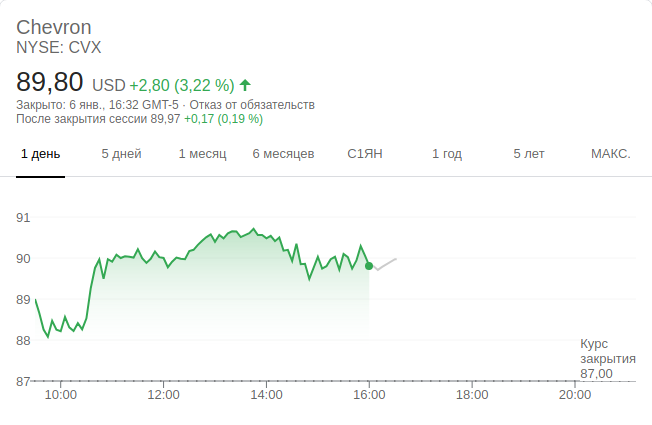 Chevron
NYSE: CVX
89,80 USD +2,80 (3,22 %)
Закрыто: 6 янв., 16:32 GMT-5 · Отказ от обязательств
После закрытия сессии 89,97 +0,17 (0,19 %)
1 день 5 дней 1 месяц 6 месяцев С1ЯН 1 год 5 лет МАКС.
91
90
89
88
Курс
закрытия
87,00
87
10:00 12:00 14:00 16:00 18:00 20:00